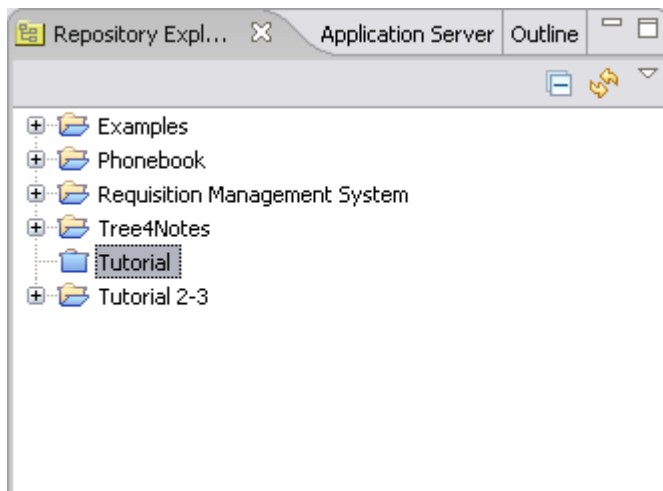 Repository Expl... Application Server Outline
Examples
Phonebook
Requisition Management System
Tree4Notes
Tutorial
Tutorial 2-3